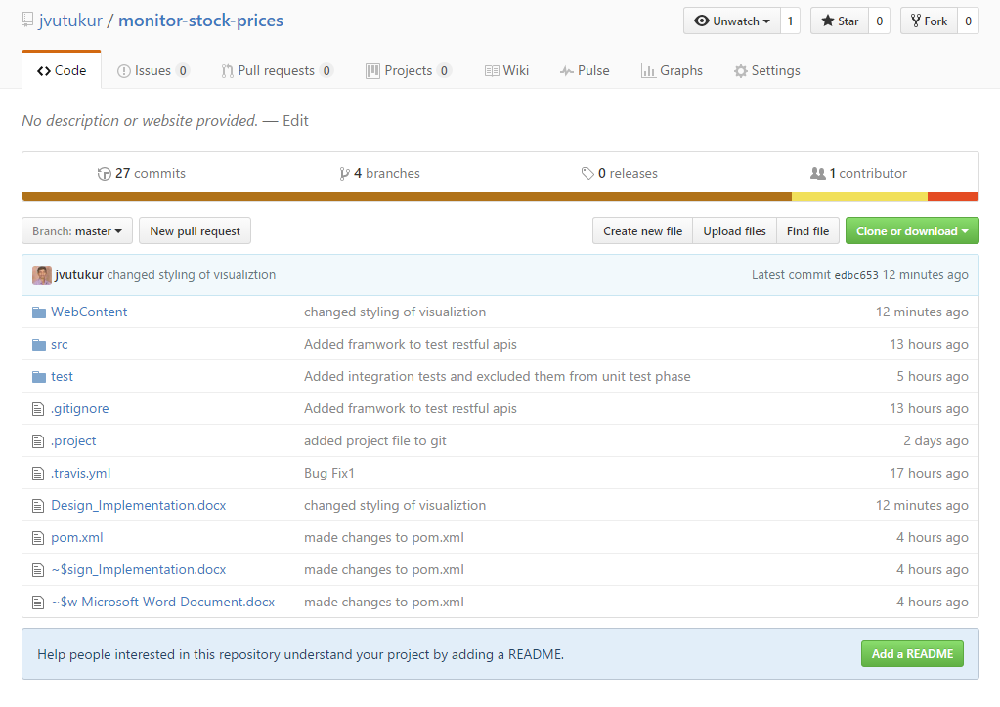 jvutukur / monitor-stock-prices
Unwatch 1 Star 0 Fork 0
Code Issues 0 Pull requests 0 Projects 0 Wiki Pulse Graphs Settings
No description or website provided. — Edit
27 commits 4 branches 0 releases 1 contributor
Branch: master New pull request Create new file Upload files Find file Clone or download
jvutukur changed styling of visualiztion Latest commit edbc653 12 minutes ago
WebContent changed styling of visualiztion 12 minutes ago
src Added framwork to test restful apis 13 hours ago
test Added integration tests and excluded them from unit test phase 5 hours ago
.gitignore Added framwork to test restful apis 13 hours ago
.project added project file to git 2 days ago
.travis.yml Bug Fix1 17 hours ago
Design_Implementation.docx changed styling of visualiztion 12 minutes ago
pom.xml made changes to pom.xml 4 hours ago
~$sign_Implementation.docx made changes to pom.xml 4 hours ago
~$w Microsoft Word Document.docx made changes to pom.xml 4 hours ago
Help people interested in this repository understand your project by adding a README. Add a README